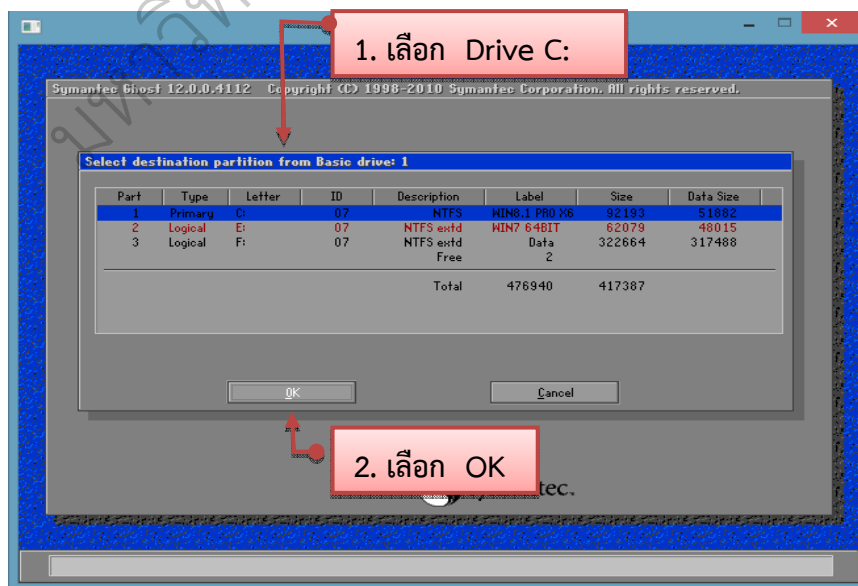 1. เลือก Drive C:
Symantec Ghost 12.0.0.4112 Copyright (C) 1998-2010 Symantec Corporation. All rights reserved.
Select destination partition from Basic drive: 1
Part Type Letter ID Description Label Size Data Size
1 Primary C: 07 NTFS WIN8.1 PRO X6 92193 51882
2 Logical E: 07 NTFS extd WIN7 64BIT 62079 48015
3 Logical F: 07 NTFS extd Data 322664 317488
Free 2
Total 476940 417387
OK Cancel
2. เลือก OK
tec.